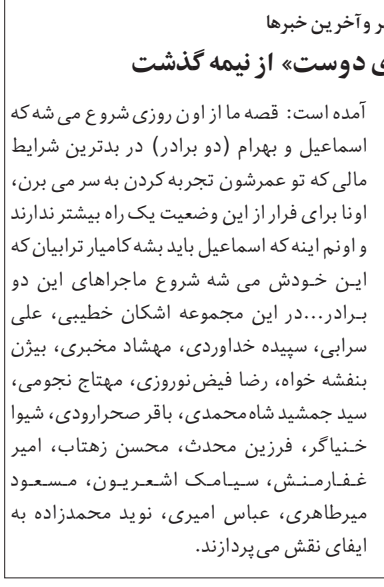 ر وآخرین خبرها
ی دوست» از نیمه گذشت
آمده است: قصه ما از اون روزی شروع می شه که
اسماعیل و بهرام (دو برادر) در بدترین شرایط
مالی که تو عمرشون تجربه کردن به سر می برن،
اونا برای فرار از این وضعیت یک راه بیشتر ندارند
و اونم اینه که اسماعیل باید بشه کامیار ترابیان که
این خودش می شه شروع ماجراهای این دو
برادر...در این مجموعه اشکان خطیبی، علی
سرابی، سپیده خداوردی، مهشاد مخبری، بیژن
بنفشه خواه، رضا فیض‌نوروزی، مهتاج نجومی،
سید جمشید شاه‌محمدی، باقر صحرارودی، شیوا
خنیاگر، فرزین محدث، محسن زهتاب، امیر
غفارمنش، سیامک اشعریون، مسعود
میرطاهری، عباس امیری، نوید محمدزاده به
ایفای نقش می‌پردازند.